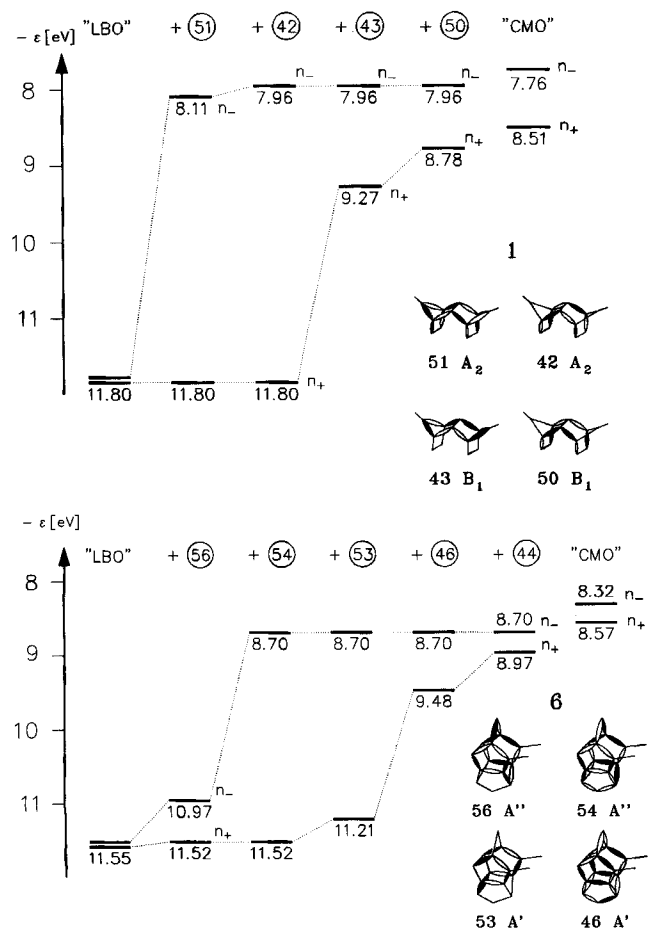 - ε [eV]
"LBO" + 51 + 42 + 43 + 50 "CMO"
n₋ n₋ n₋ n₋
8 8.11 n₋ 7.96 7.96 7.96 7.76
n₊ n₊
9 8.78 8.51
9.27 n₊
10
1
11
51 A₂ 42 A₂
11.80 11.80 11.80 n₊
43 B₁ 50 B₁
- ε [eV]
"LBO" + 56 + 54 + 53 + 46 + 44 "CMO"
8 8.32 n₋
8.70 n₋ 8.57 n₊
8.70 8.70 8.70 n₊
9 8.97
9.48
6
10
n₋
11 10.97 56 A'' 54 A''
n₊ 11.21
11.55 11.52 11.52
53 A' 46 A'